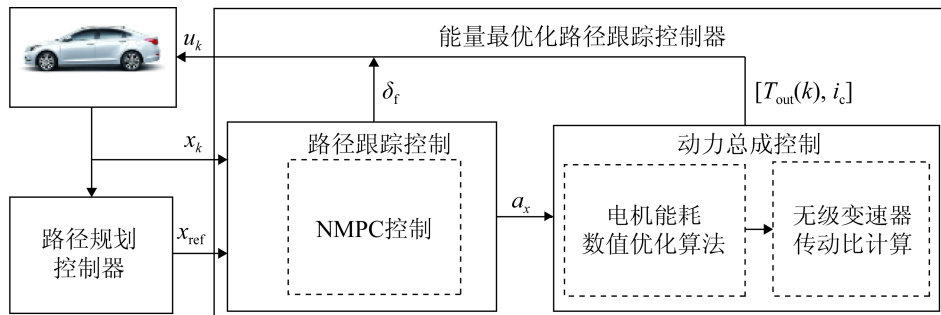 能量最优化路径跟踪控制器
u_k
δ_f
[T_out(k), i_c]
x_k
路径跟踪控制
NMPC控制
动力总成控制
a_x
电机能耗
数值优化算法
无级变速器
传动比计算
路径规划
控制器
x_ref